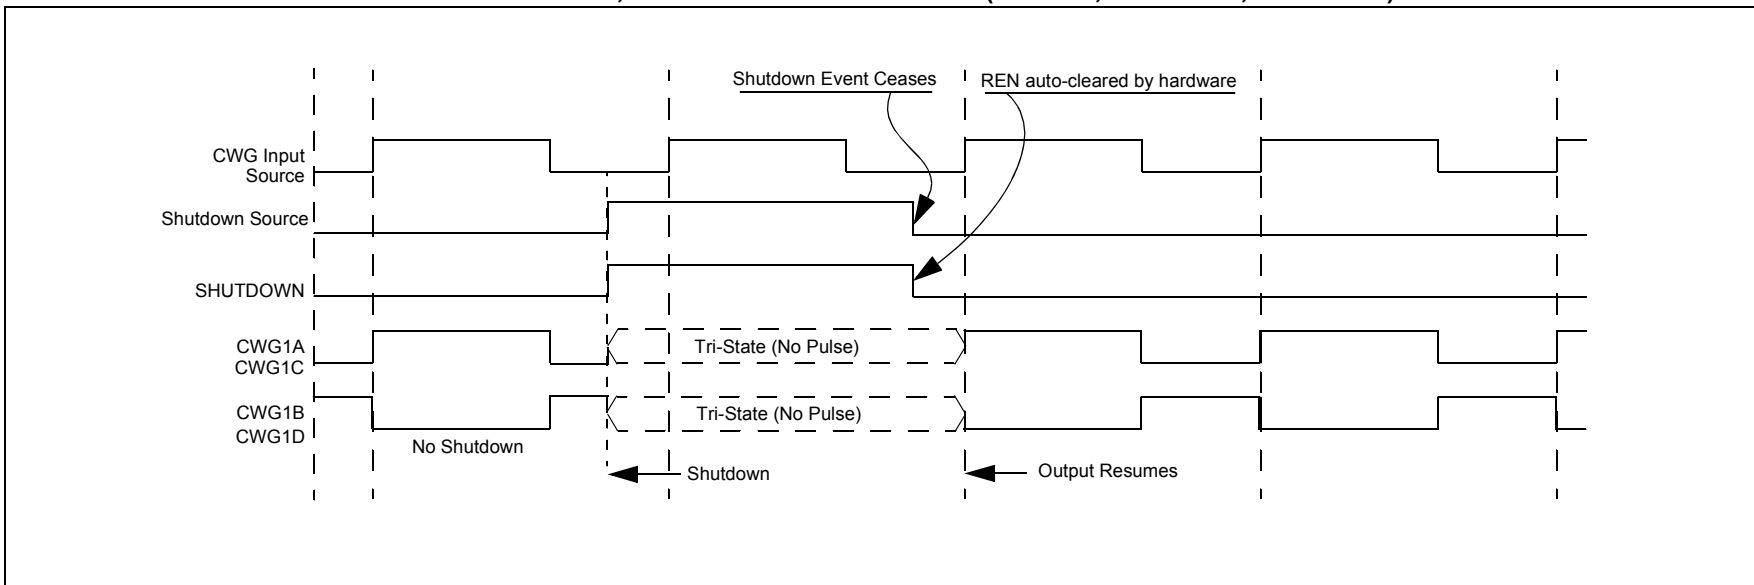 Shutdown Event Ceases
REN auto-cleared by hardware
CWG Input
Source
Shutdown Source
SHUTDOWN
CWG1A
CWG1C
Tri-State (No Pulse)
CWG1B
CWG1D
Tri-State (No Pulse)
No Shutdown
Shutdown
Output Resumes